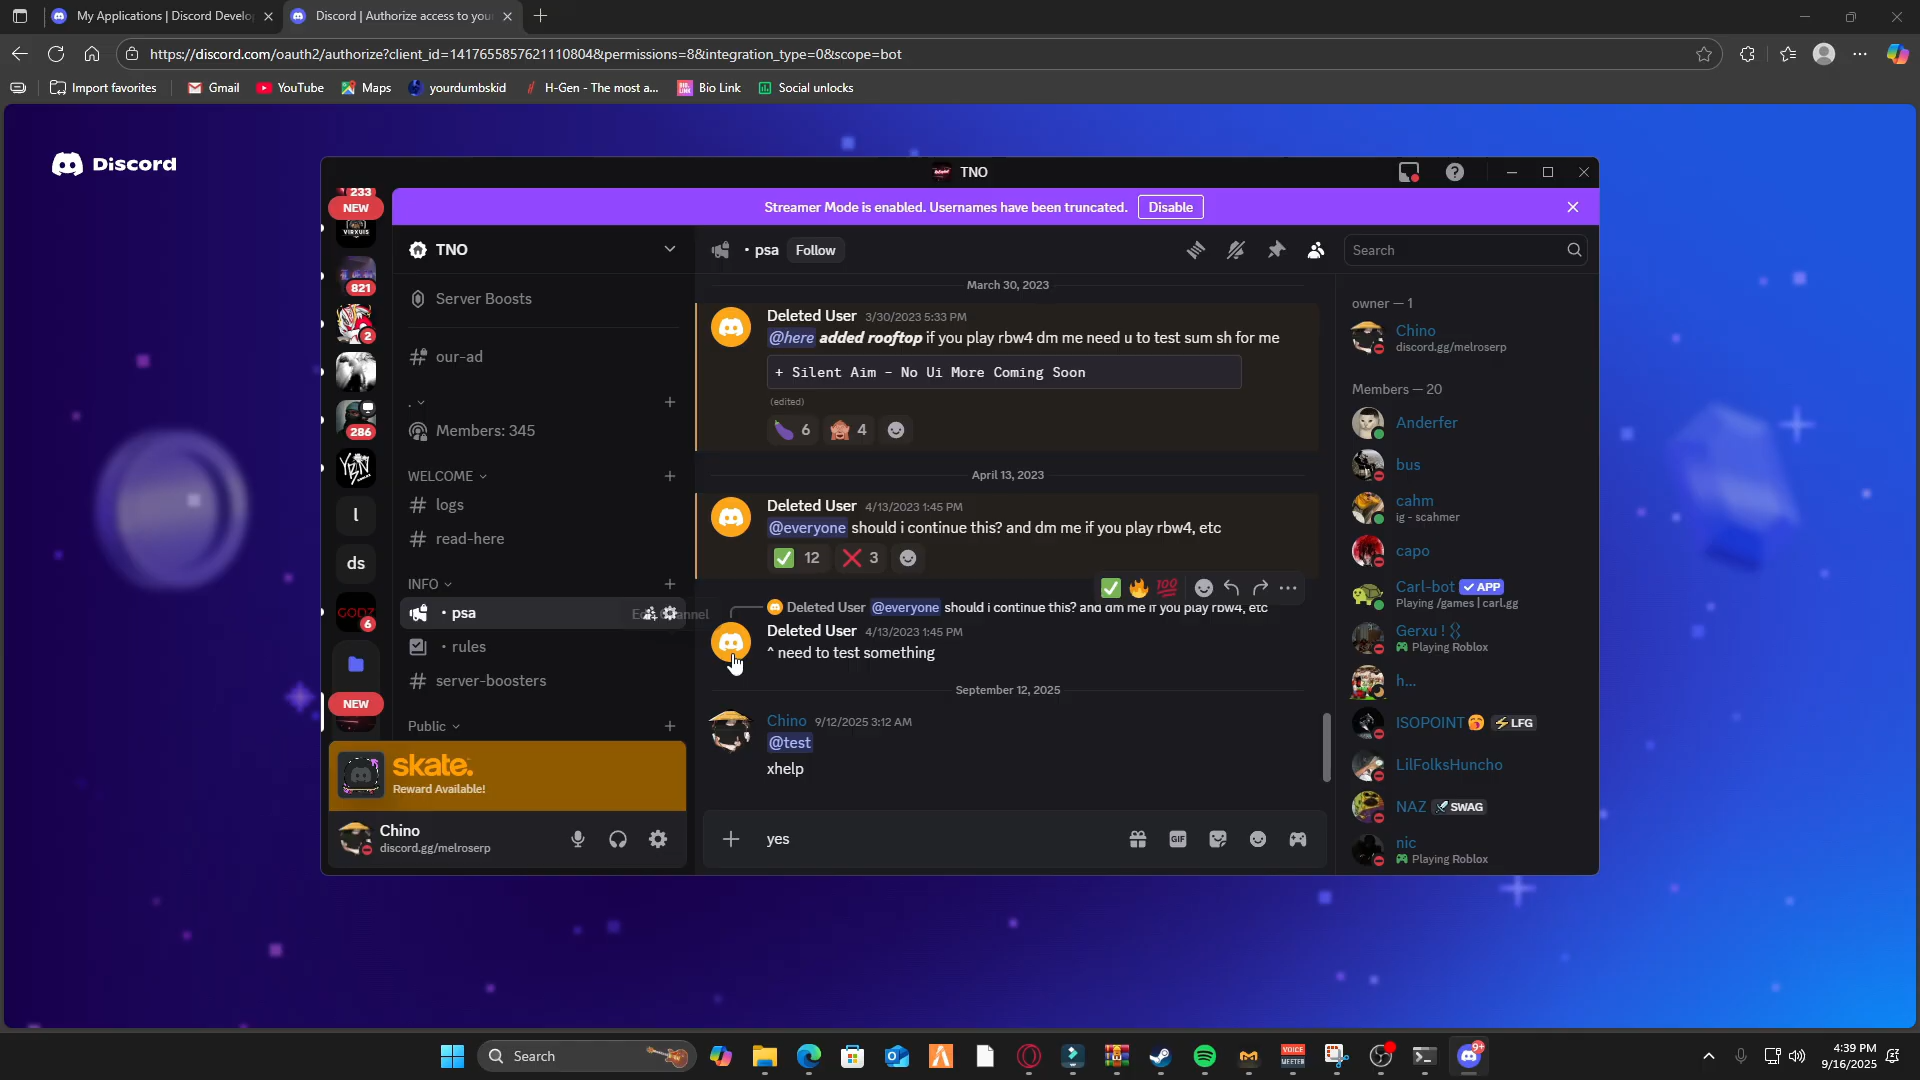 My Applications | Discord Develo
Discord | Authorize access to you
https://discord.com/oauth2/authorize?client_id=1417655857621110804&permissions=8&integration_type=0&scope=bot
Import favorites
Gmail
YouTube
Maps
yourdumbskid
H-Gen - The most a...
Bio Link
Social unlocks
Discord
TNO
233
NEW
VIRXUIS
821
2
286
YBN
l
ds
GODZ
6
NEW
Streamer Mode is enabled. Usernames have been truncated.
Disable
TNO
Server Boosts
our-ad
.
Members: 345
WELCOME
logs
read-here
INFO
· psa
Edit Channel
· rules
server-boosters
Public
skate.
Reward Available!
Chino
discord.gg/melroserp
· psa
Follow
Search
March 30, 2023
Deleted User 3/30/2023 5:33 PM
@here added rooftop if you play rbw4 dm me need u to test sum sh for me
+ Silent Aim - No Ui More Coming Soon
(edited)
6
4
April 13, 2023
Deleted User 4/13/2023 1:45 PM
@everyone should i continue this? and dm me if you play rbw4, etc
12
3
100
Deleted User @everyone should i continue this? and dm me if you play rbw4, etc
Deleted User 4/13/2023 1:45 PM
^ need to test something
September 12, 2025
Chino 9/12/2025 3:12 AM
@test
xhelp
yes
GIF
owner — 1
Chino
discord.gg/melroserp
Members — 20
Anderfer
bus
cahm
ig - scahmer
capo
Carl-bot ✓ APP
Playing /games | carl.gg
Gerxu !
Playing Roblox
h...
ISOPOINT LFG
LilFolksHuncho
NAZ SWAG
nic
Playing Roblox
Search
VOICE
MEETER
9+
4:39 PM
9/16/2025